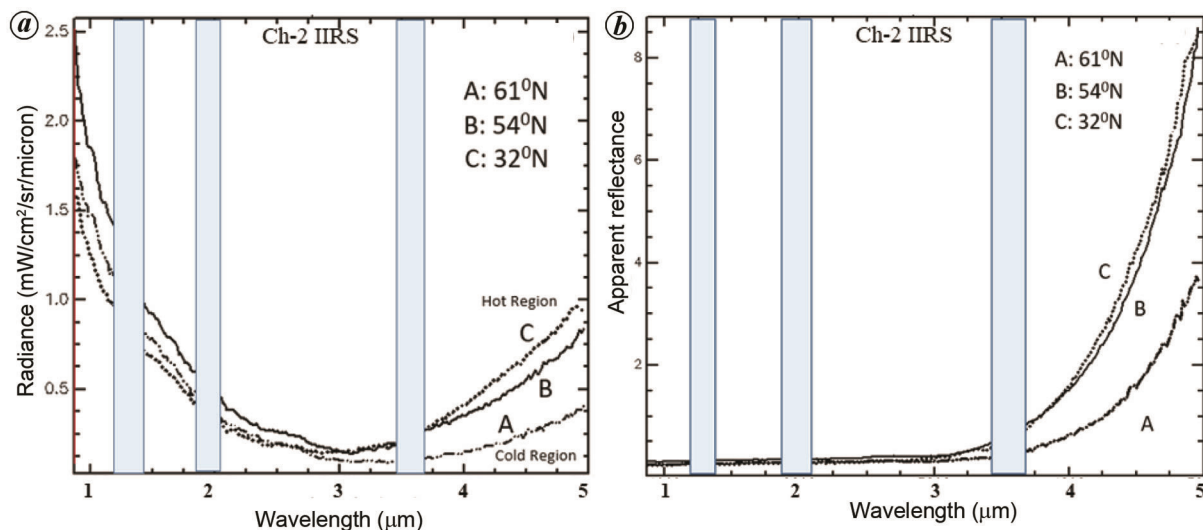 a
Ch-2 IIRS
A: 61⁰N
B: 54⁰N
C: 32⁰N
Radiance (mW/cm²/sr/micron)
2.5
2.0
1.5
1.0
0.5
Hot Region
C
B
A
Cold Region
1 2 3 4 5
Wavelength (µm)
b
Ch-2 IIRS
A: 61⁰N
B: 54⁰N
C: 32⁰N
Apparent reflectance
8
6
4
2
C
B
A
1 2 3 4 5
Wavelength (µm)